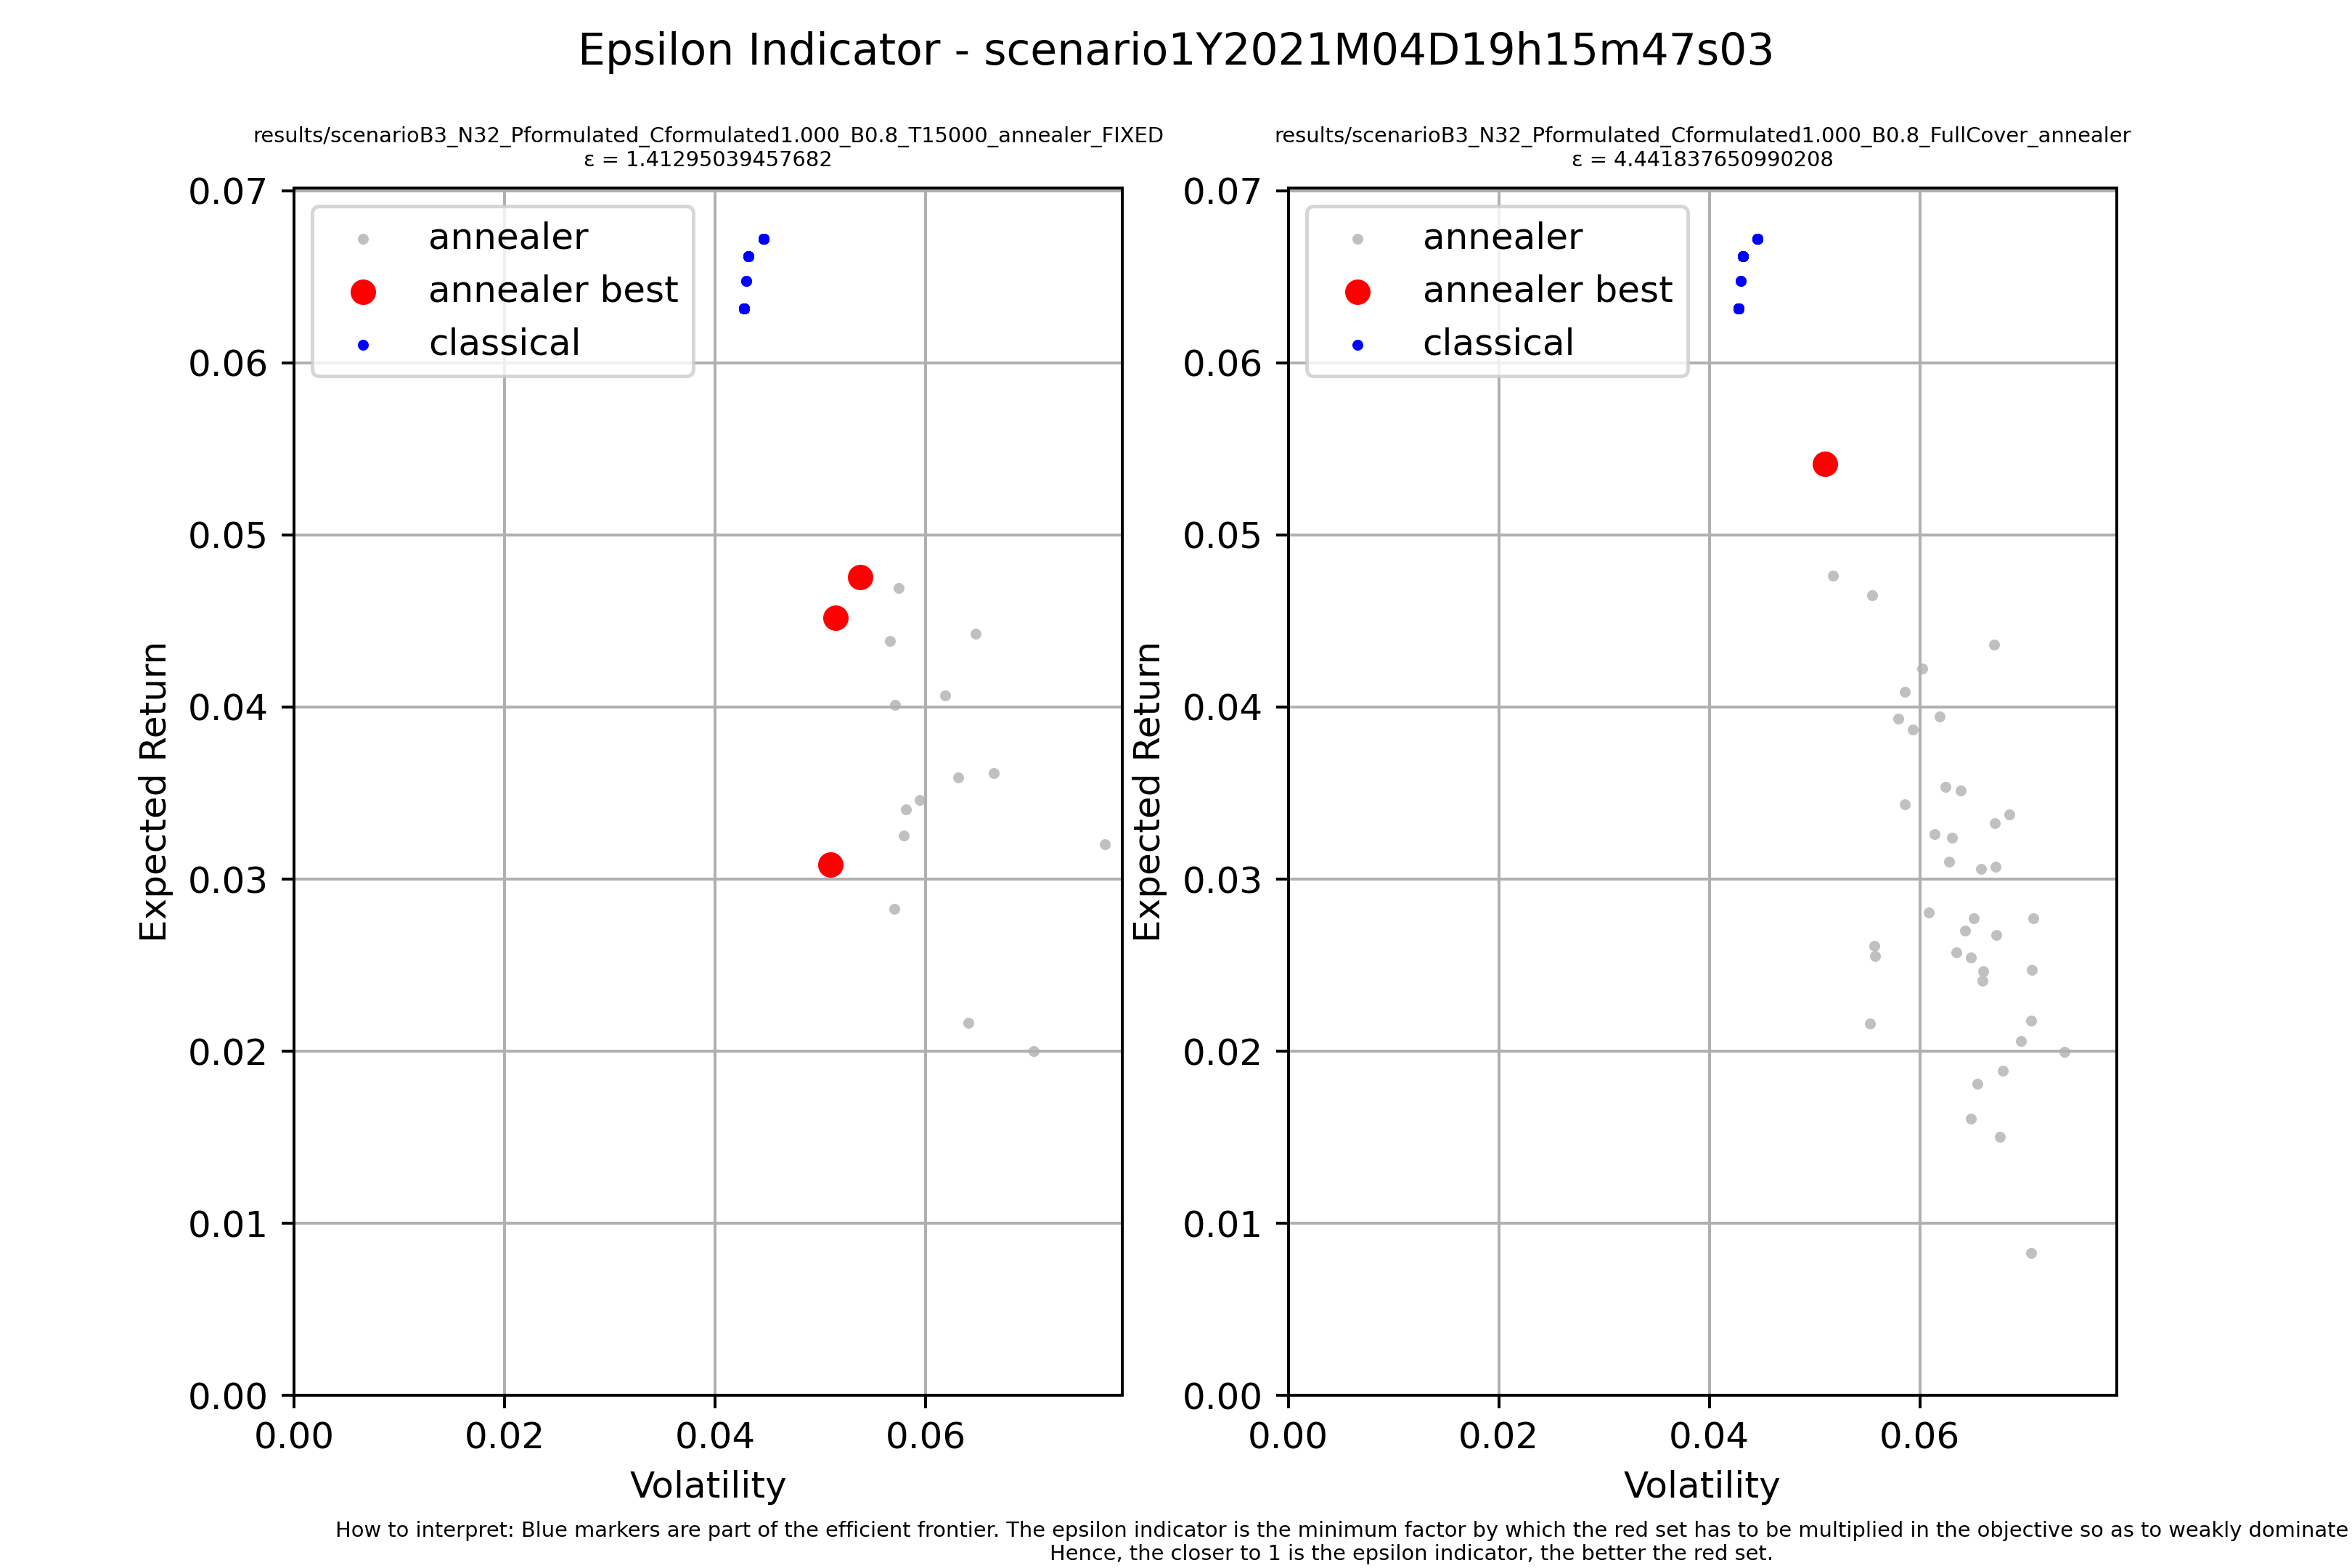 Epsilon Indicator - scenario1Y2021M04D19h15m47s03
results/scenarioB3_N32_Pformulated_Cformulated1.000_B0.8_T15000_annealer_FIXED
ε = 1.41295039457682
0.07
0.06
0.05
0.04
0.03
0.02
0.01
0.00
annealer
annealer best
classical
Expected Return
0.00 0.02 0.04 0.06
Volatility
results/scenarioB3_N32_Pformulated_Cformulated1.000_B0.8_FullCover_annealer
ε = 4.441837650990208
0.07
0.06
0.05
0.04
0.03
0.02
0.01
0.00
annealer
annealer best
classical
Expected Return
0.00 0.02 0.04 0.06
Volatility
How to interpret: Blue markers are part of the efficient frontier. The epsilon indicator is the minimum factor by which the red set has to be multiplied in the objective so as to weakly dominate
Hence, the closer to 1 is the epsilon indicator, the better the red set.